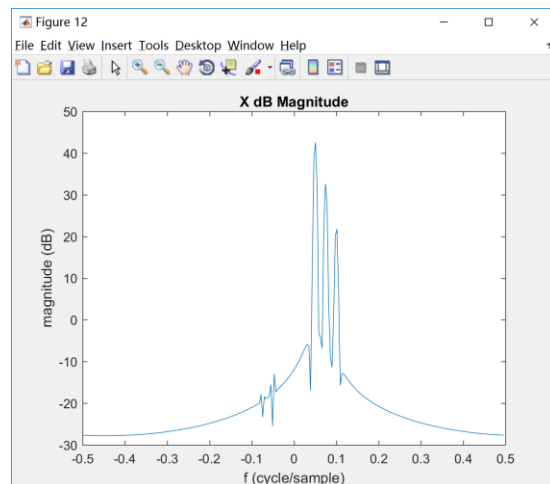 Figure 12
File Edit View Insert Tools Desktop Window Help
X dB Magnitude
magnitude (dB)
50
40
30
20
10
0
-10
-20
-30
-0.5 -0.4 -0.3 -0.2 -0.1 0 0.1 0.2 0.3 0.4 0.5
f (cycle/sample)